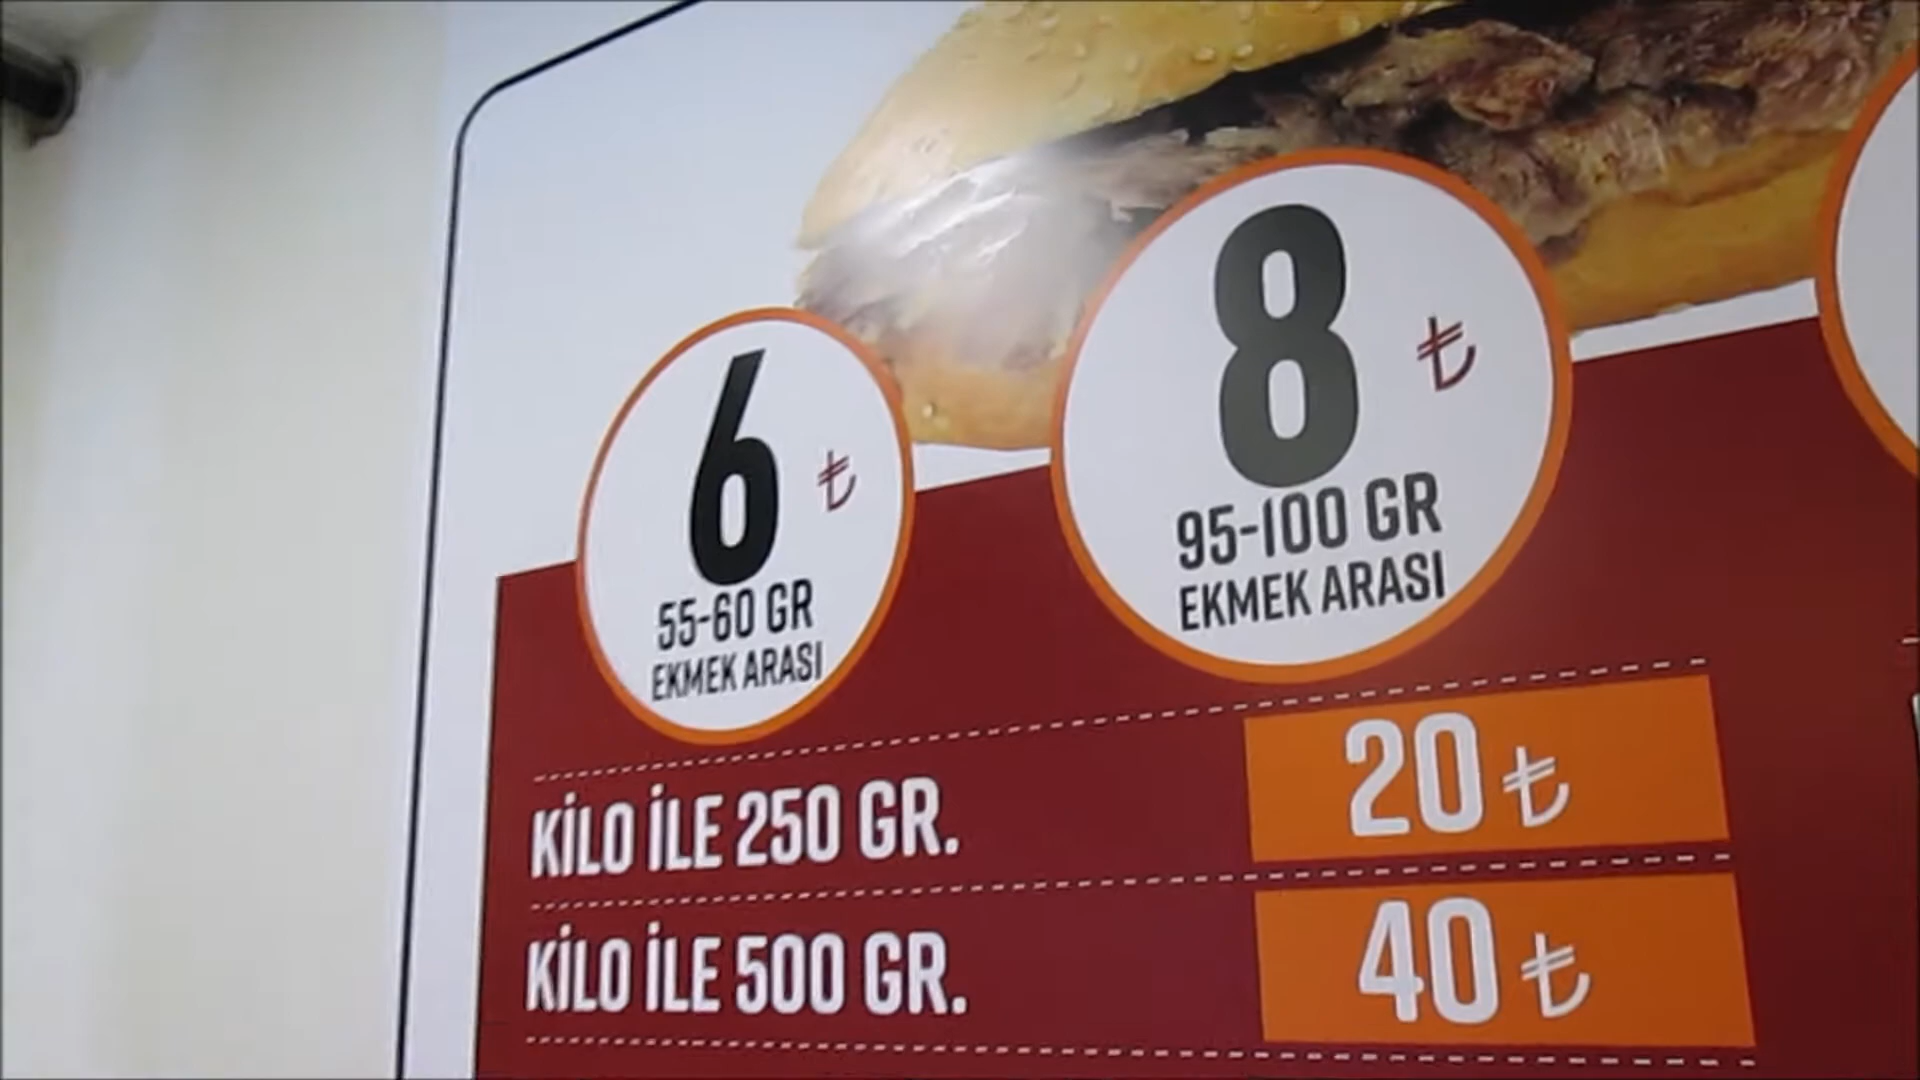 6 ₺
55-60 GR
EKMEK ARASI
8 ₺
95-100 GR
EKMEK ARASI
KİLO İLE 250 GR. 20 ₺
KİLO İLE 500 GR. 40 ₺